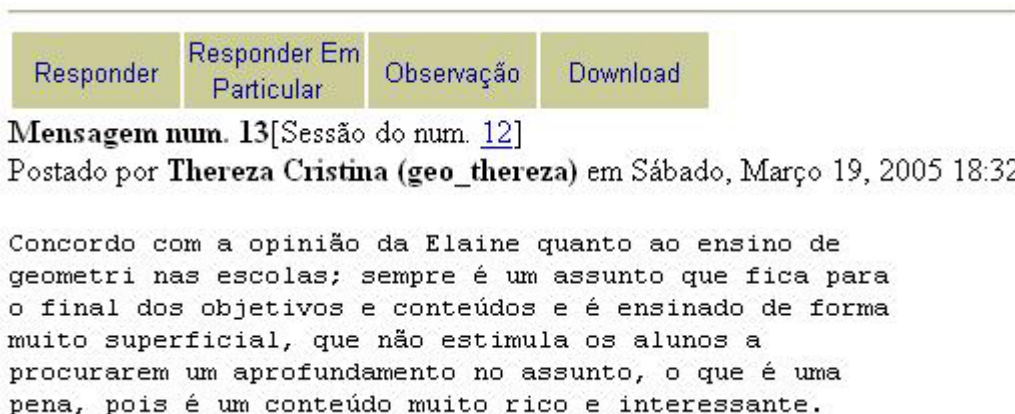 Responder
Responder Em
Particular
Observação
Download
Mensagem num. 13[Sessão do num. 12]
Postado por Thereza Cristina (geo_thereza) em Sábado, Março 19, 2005 18:32
Concordo com a opinião da Elaine quanto ao ensino de
geometri nas escolas; sempre é um assunto que fica para
o final dos objetivos e conteúdos e é ensinado de forma
muito superficial, que não estimula os alunos a
procurarem um aprofundamento no assunto, o que é uma
pena, pois é um conteúdo muito rico e interessante.